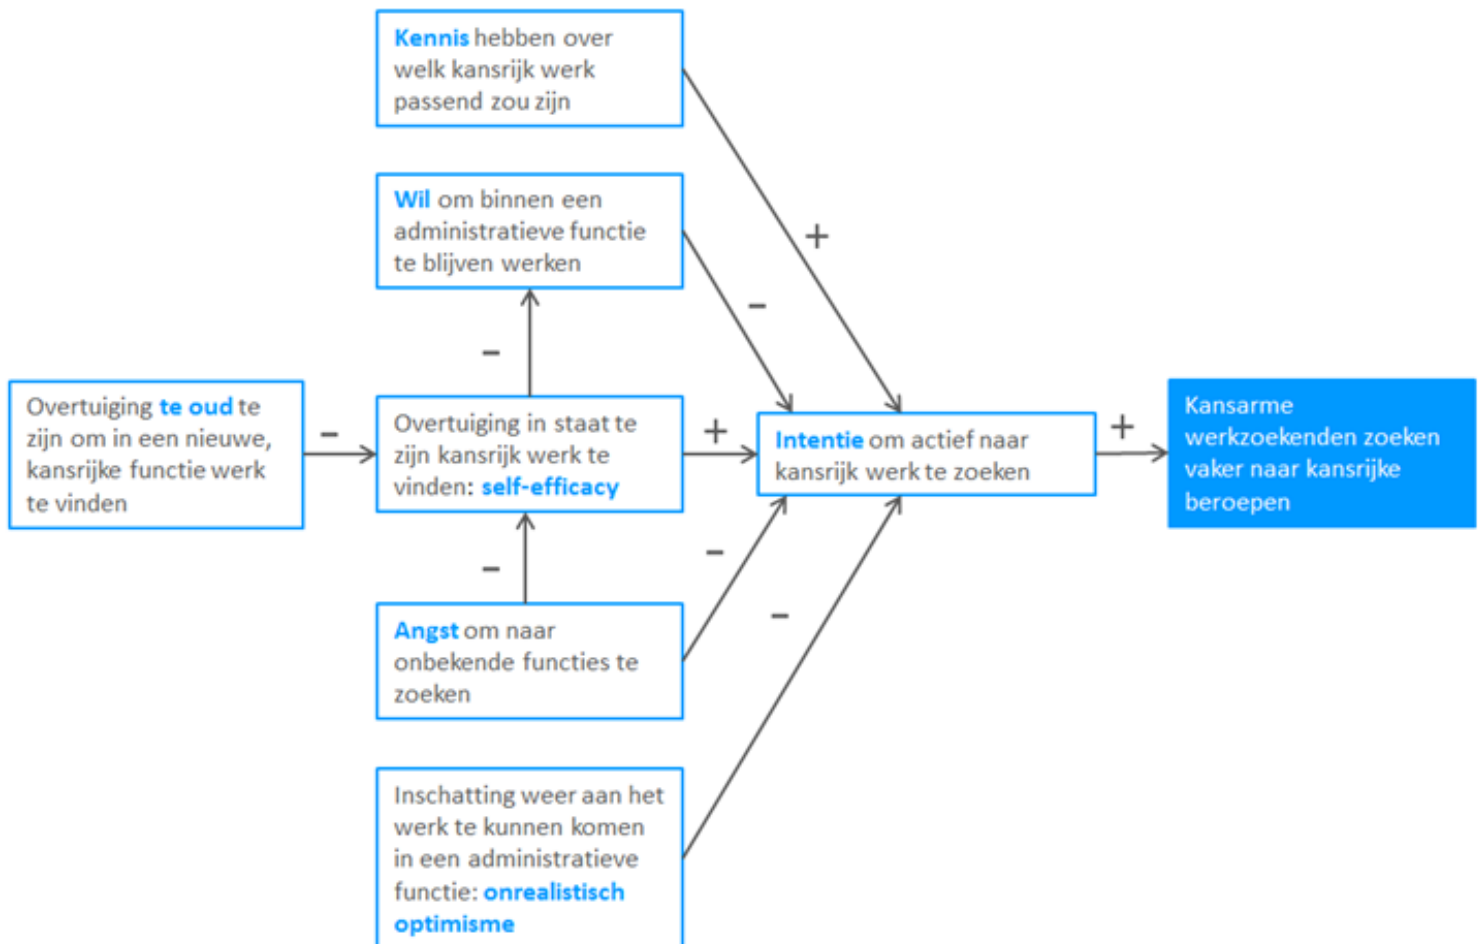 Kennis hebben over
welk kansrijk werk
passend zou zijn
+
Wil om binnen een
administratieve functie
te blijven werken
–
–
Overtuiging te oud te
zijn om in een nieuwe,
kansrijke functie werk
te vinden
–
Overtuiging in staat te
zijn kansrijk werk te
vinden: self-efficacy
+
Intentie om actief naar
kansrijk werk te zoeken
+
Kansarme
werkzoekenden zoeken
vaker naar kansrijke
beroepen
–
–
Angst om naar
onbekende functies te
zoeken
–
Inschatting weer aan het
werk te kunnen komen
in een administratieve
functie: onrealistisch
optimisme